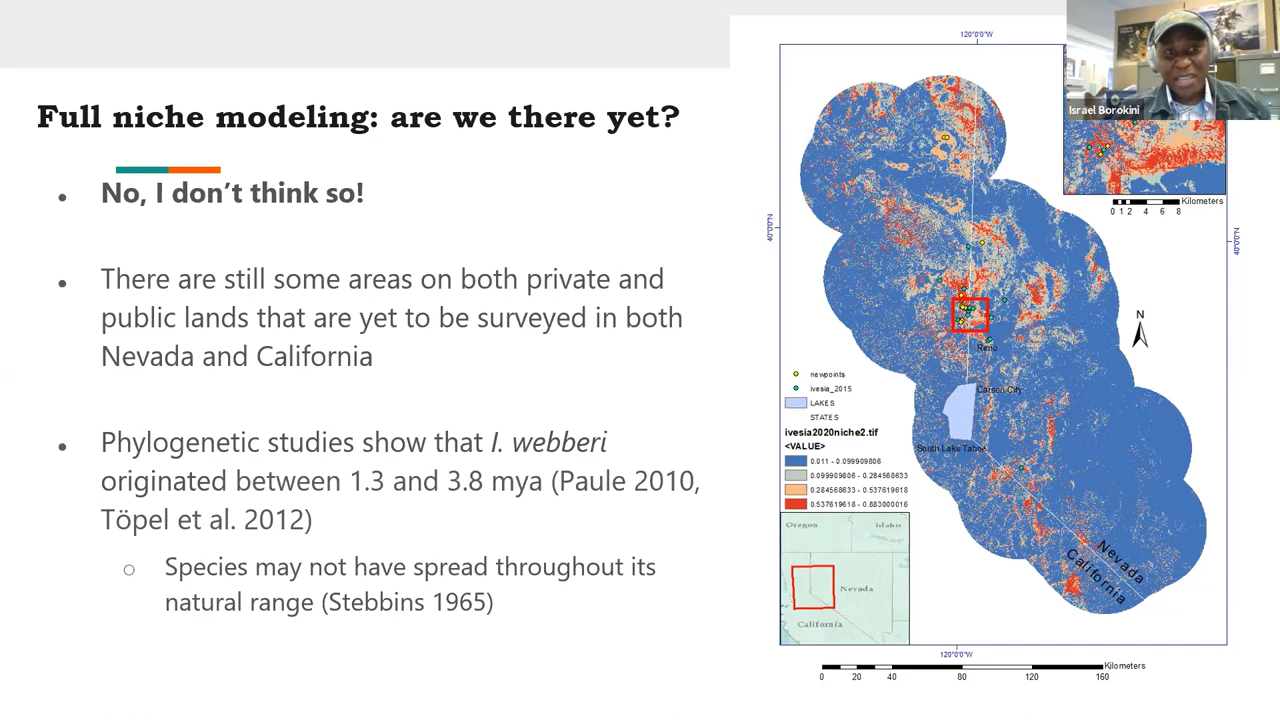 Full niche modeling: are we there yet?
No, I don't think so!
There are still some areas on both private and
public lands that are yet to be surveyed in both
Nevada and California
Phylogenetic studies show that I. webberi
originated between 1.3 and 3.8 mya (Paule 2010,
Töpel et al. 2012)
Species may not have spread throughout its
natural range (Stebbins 1965)
120°0'0"W
Israel Borokini
Kilometers
0 1 2 4 6 8
40°0'0"N
40°0'0"N
N
Reno
Carson City
South Lake Tahoe
Nevada
California
newpoints
ivesia_2015
LAKES
STATES
ivesia2020niche2.tif
<VALUE>
0.011 - 0.099909806
0.099909806 - 0.284568633
0.284568633 - 0.537619618
0.537619618 - 0.883000016
Oregon
Idaho
Nevada
California
120°0'0"W
Kilometers
0 20 40 80 120 160